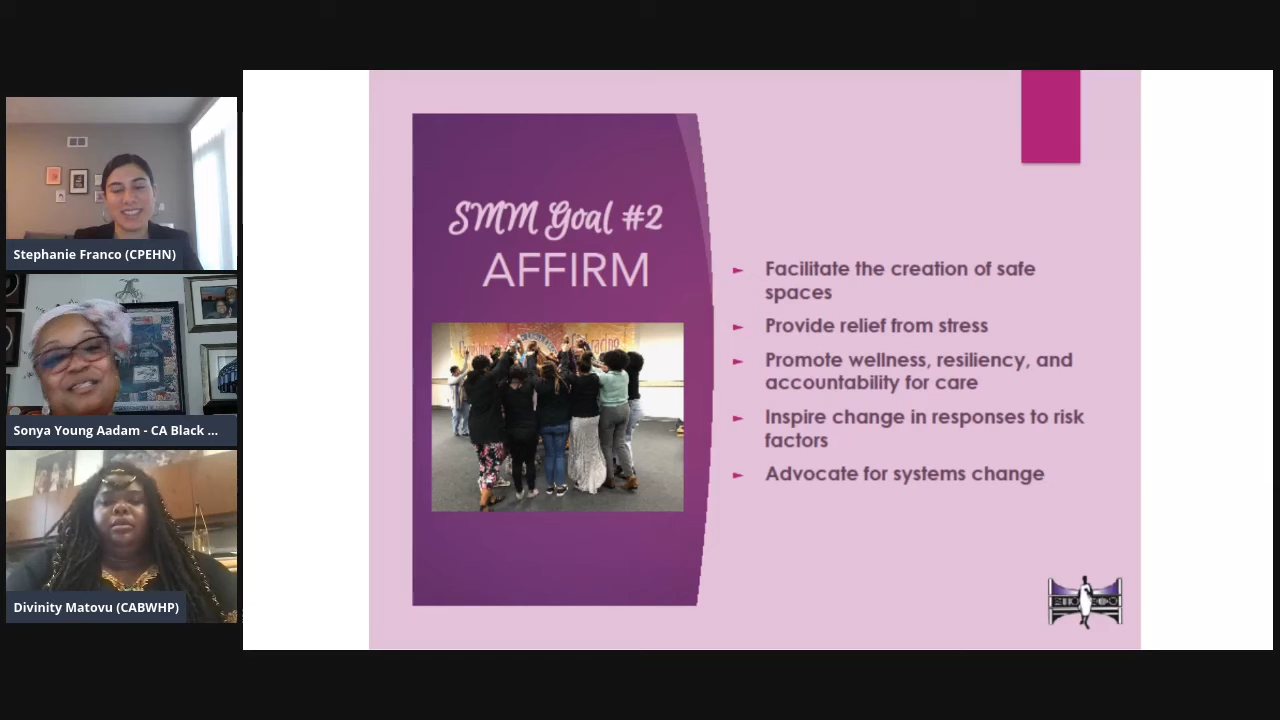 Stephanie Franco (CPEHN)
Sonya Young Aadam - CA Black ...
Divinity Matovu (CABWHP)
SMM Goal #2
AFFIRM
► Facilitate the creation of safe
spaces
► Provide relief from stress
► Promote wellness, resiliency, and
accountability for care
► Inspire change in responses to risk
factors
► Advocate for systems change